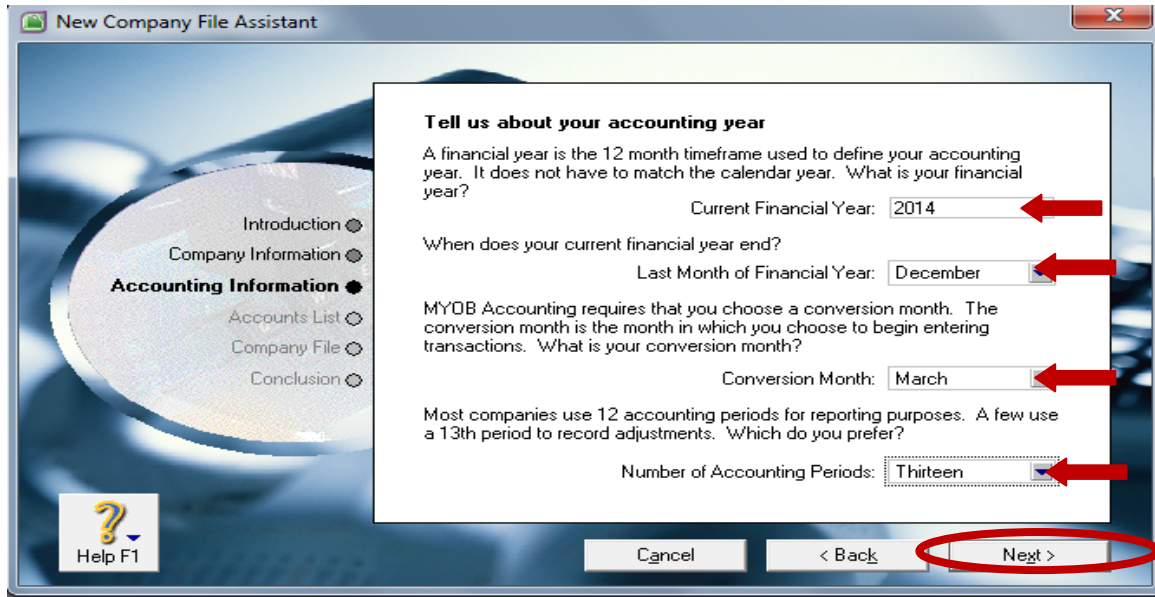 New Company File Assistant
Tell us about your accounting year
A financial year is the 12 month timeframe used to define your accounting
year. It does not have to match the calendar year. What is your financial
year?
Current Financial Year: 2014
When does your current financial year end?
Last Month of Financial Year: December
MYOB Accounting requires that you choose a conversion month. The
conversion month is the month in which you choose to begin entering
transactions. What is your conversion month?
Conversion Month: March
Most companies use 12 accounting periods for reporting purposes. A few use
a 13th period to record adjustments. Which do you prefer?
Number of Accounting Periods: Thirteen
Introduction
Company Information
Accounting Information
Accounts List
Company File
Conclusion
Help F1
Cancel
< Back
Next >